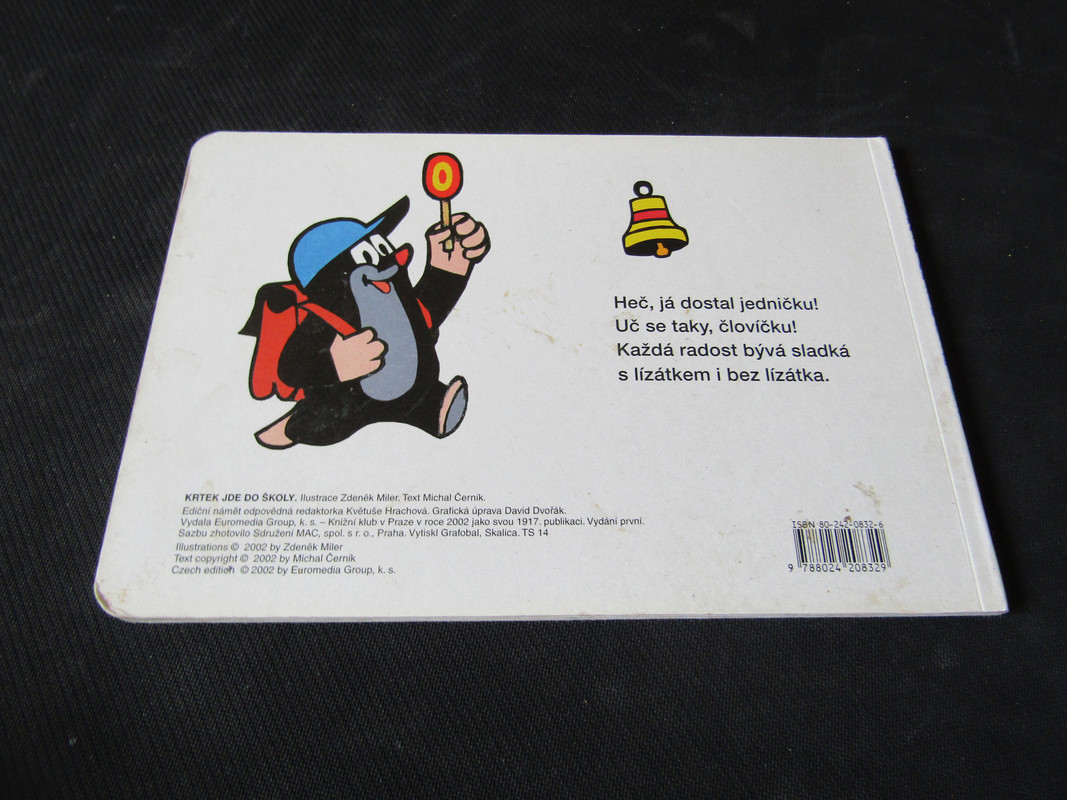 Heč, já dostal jedničku!
Uč se taky, človíčku!
Každá radost bývá sladká
s lízátkem i bez lízátka.
KRTEK JDE DO ŠKOLY. Ilustrace Zdeněk Miler. Text Michal Černík.
Ediční námět odpovědná redaktorka Květuše Hrachová. Grafická úprava David Dvořák.
Vydala Euromedia Group, k. s. – Knižní klub v Praze v roce 2002 jako svou 1917. publikaci. Vydání první.
Sazbu zhotovilo Sdružení MAC, spol. s r. o., Praha. Vytiskl Grafobal, Skalica. TS 14
Illustrations © 2002 by Zdeněk Miler
Text copyright © 2002 by Michal Černík
Czech edition © 2002 by Euromedia Group, k. s.
ISBN 80-242-0832-6
9 788024 208329